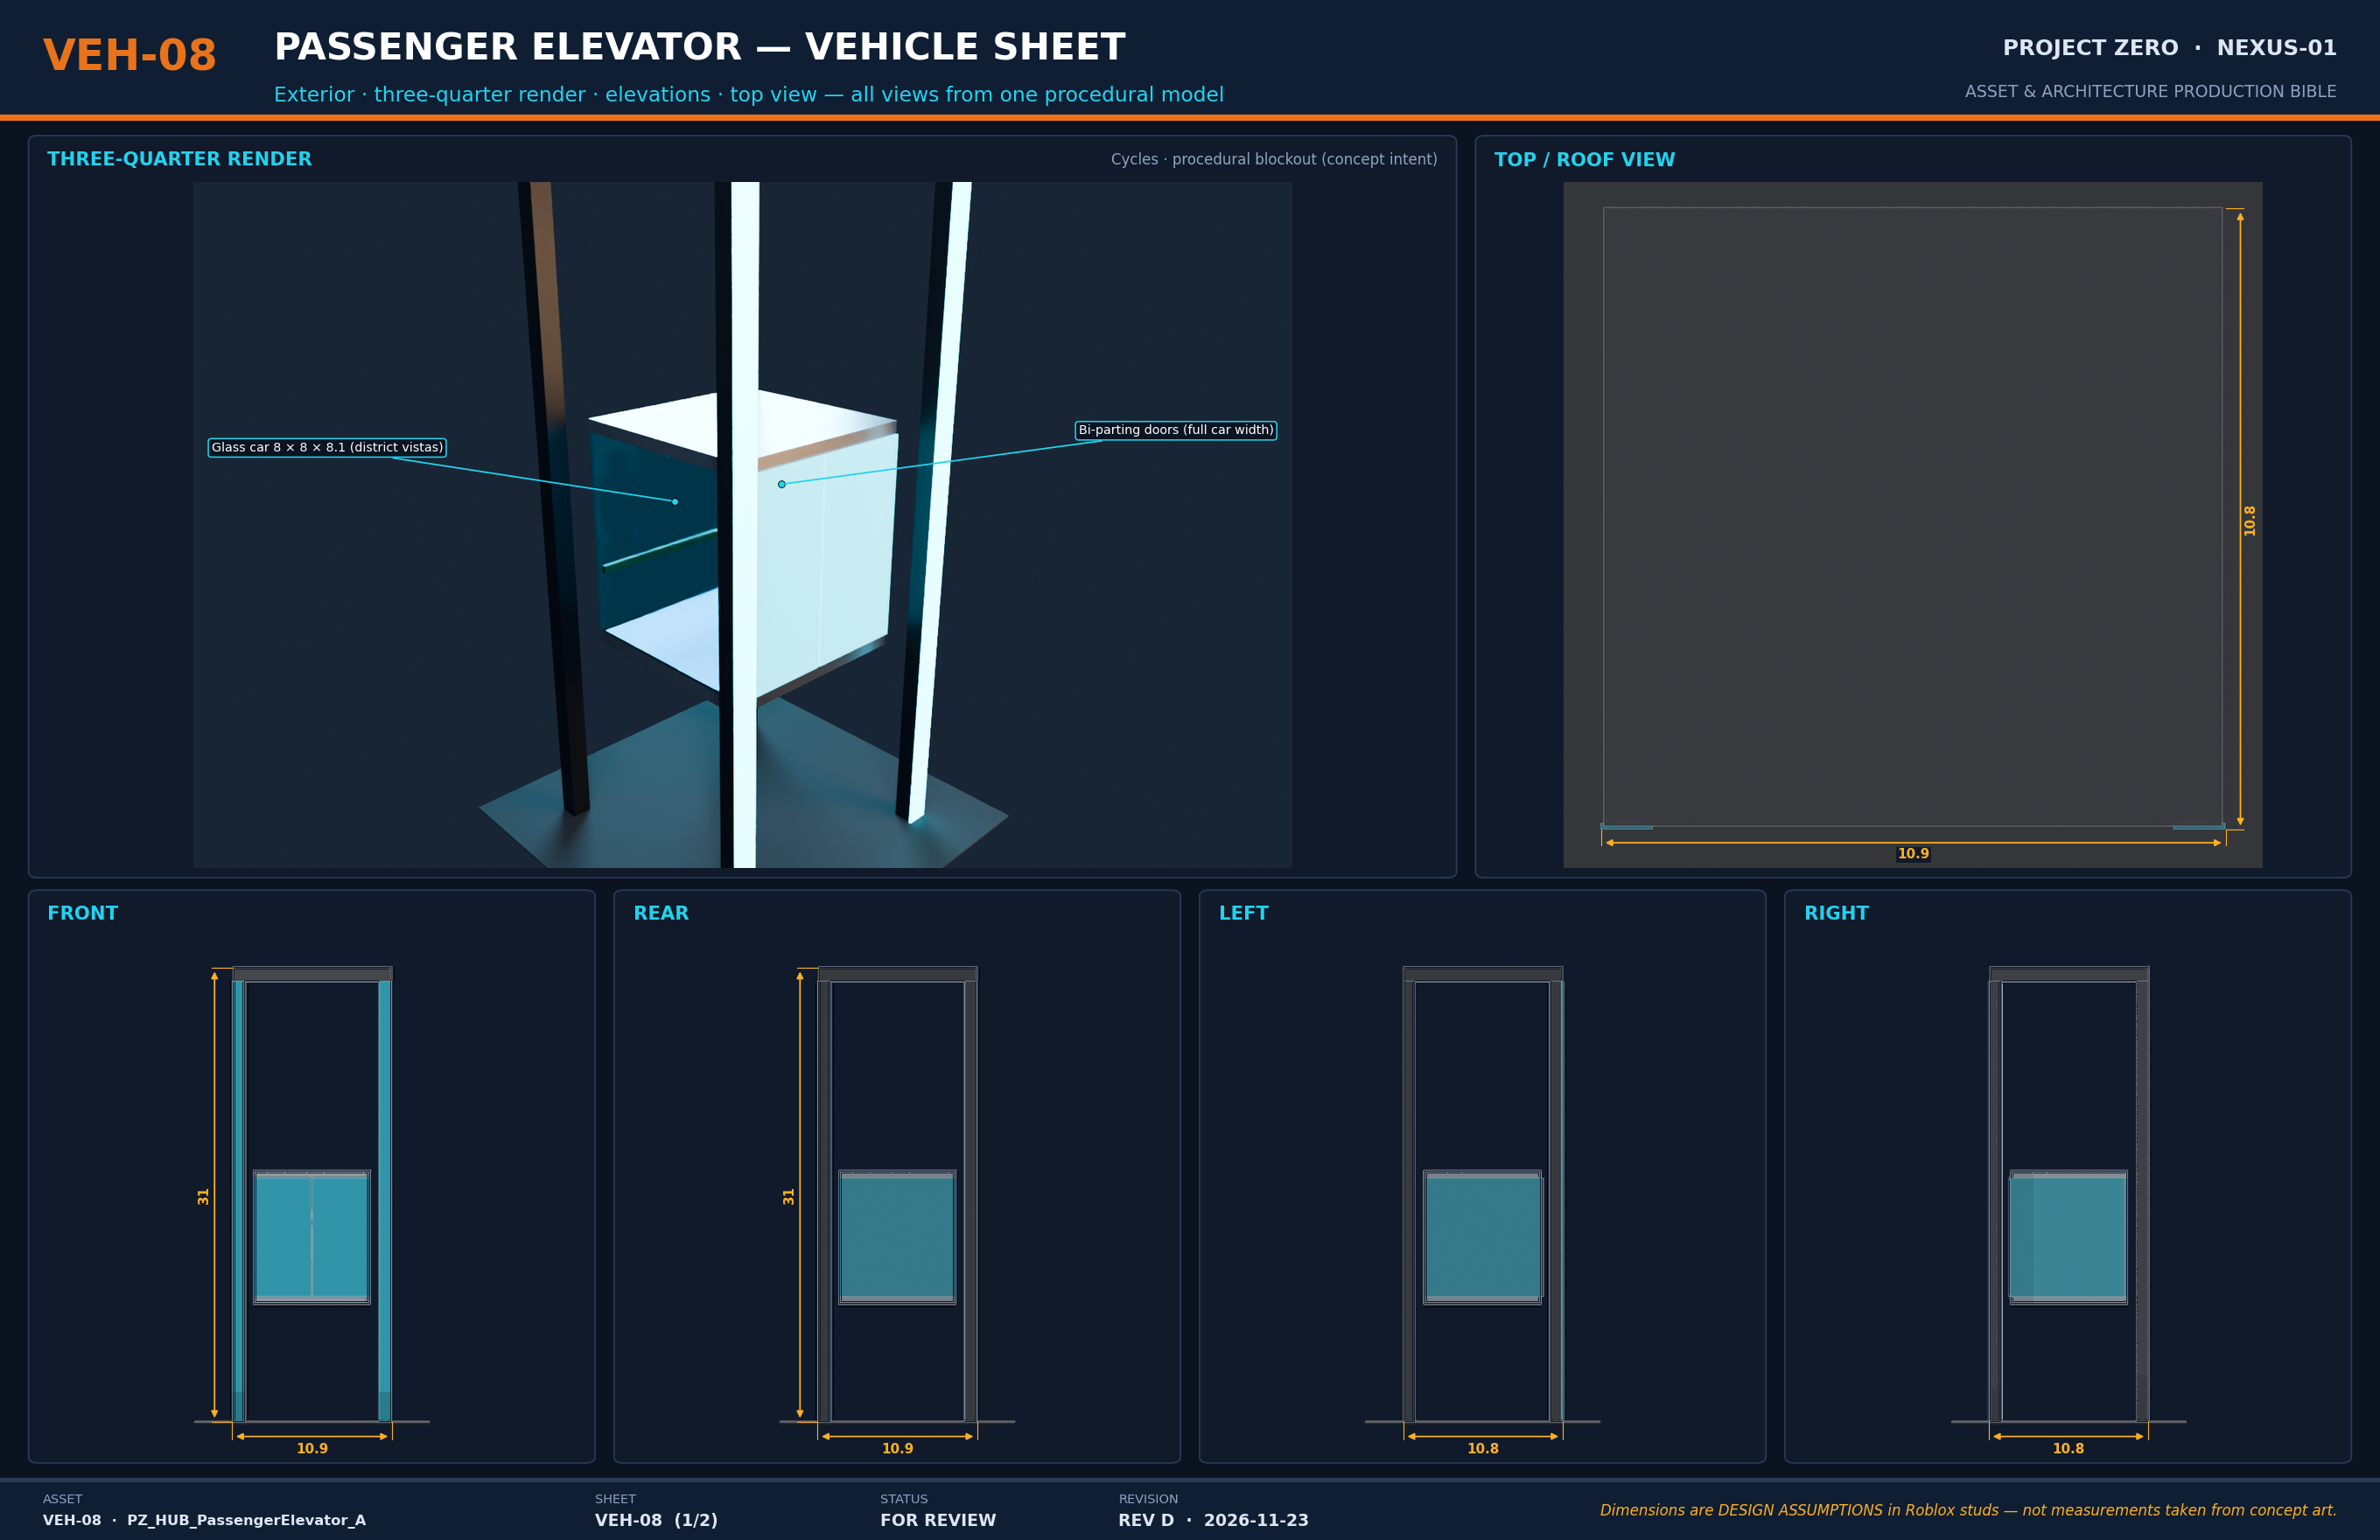 VEH-08
PASSENGER ELEVATOR — VEHICLE SHEET
Exterior · three-quarter render · elevations · top view — all views from one procedural model
PROJECT ZERO · NEXUS-01
ASSET & ARCHITECTURE PRODUCTION BIBLE
THREE-QUARTER RENDER
Cycles · procedural blockout (concept intent)
Glass car 8 × 8 × 8.1 (district vistas)
Bi-parting doors (full car width)
TOP / ROOF VIEW
10.8
10.9
FRONT
31
10.9
REAR
31
10.9
LEFT
10.8
RIGHT
10.8
ASSET
VEH-08 · PZ_HUB_PassengerElevator_A
SHEET
VEH-08 (1/2)
STATUS
FOR REVIEW
REVISION
REV D · 2026-11-23
Dimensions are DESIGN ASSUMPTIONS in Roblox studs — not measurements taken from concept art.